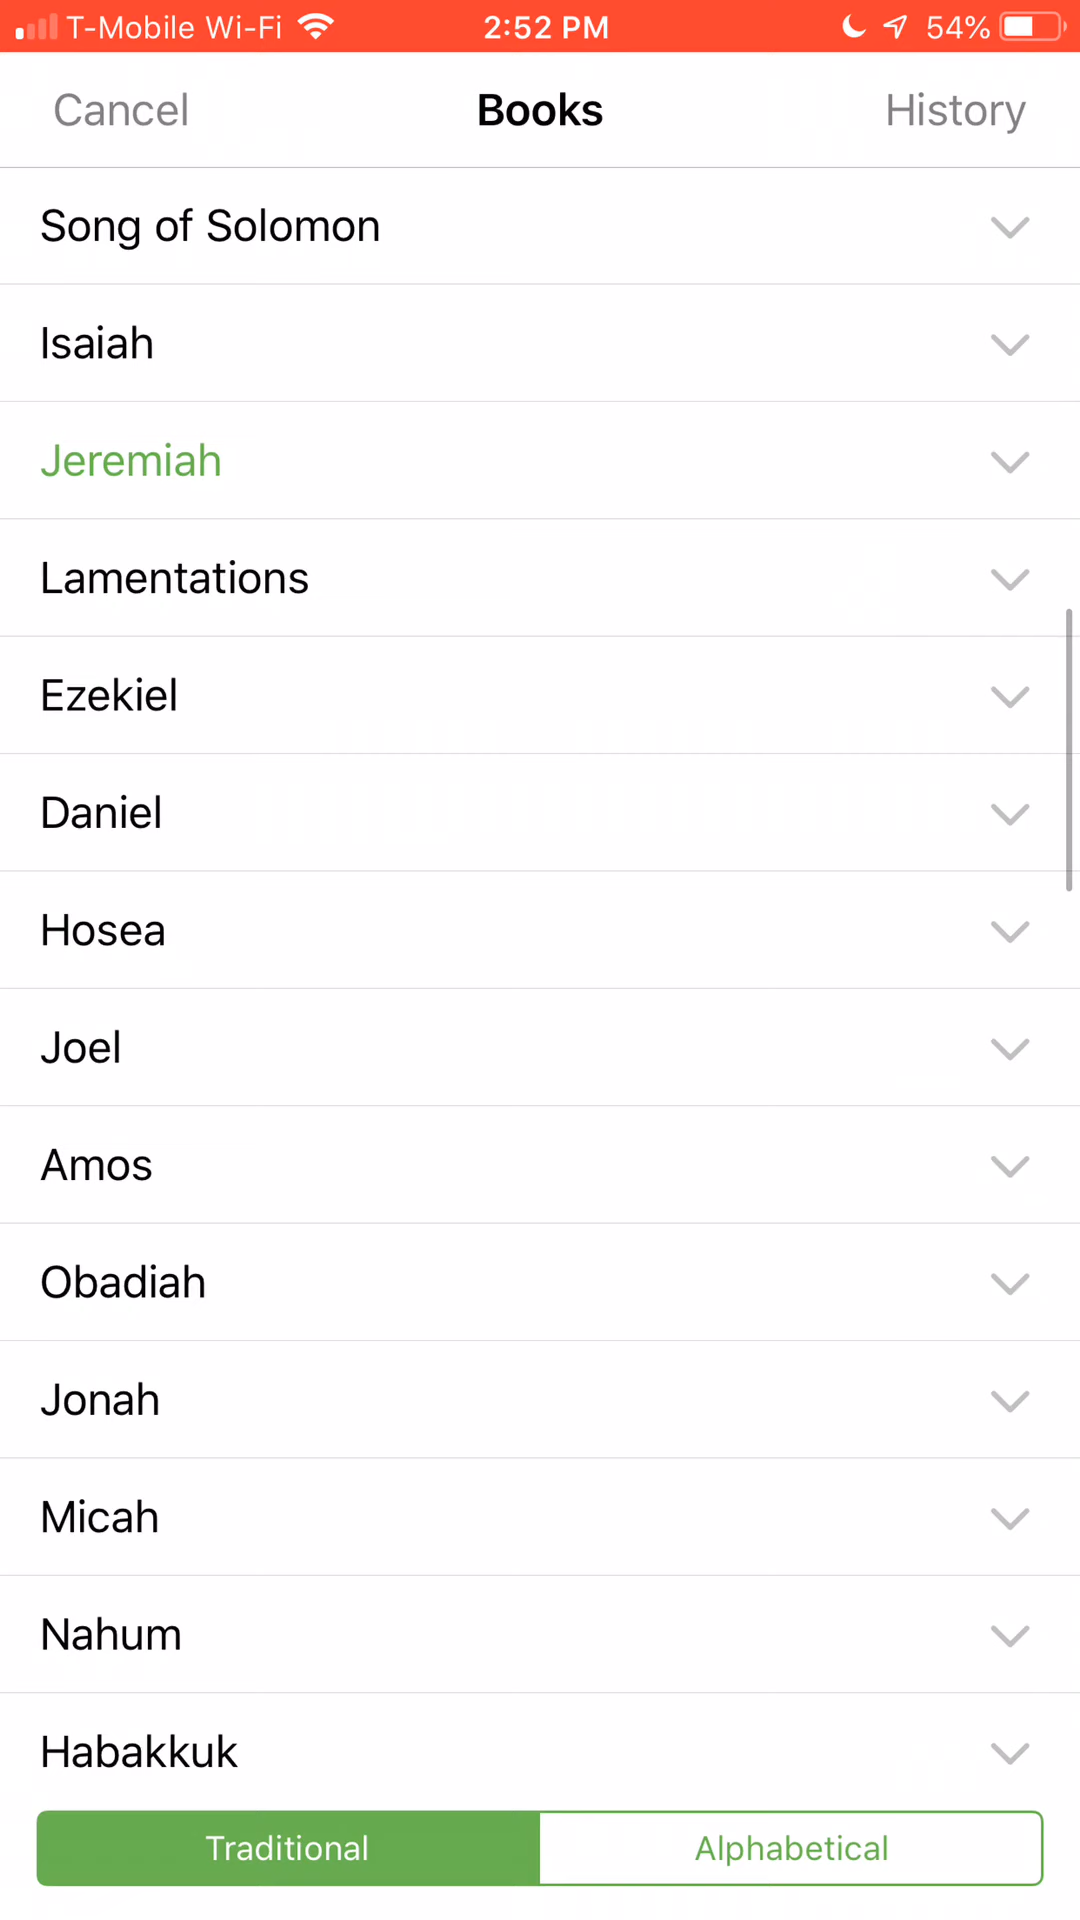 T-Mobile Wi-Fi 2:52 PM 54%
Cancel Books History
Song of Solomon
Isaiah
Jeremiah
Lamentations
Ezekiel
Daniel
Hosea
Joel
Amos
Obadiah
Jonah
Micah
Nahum
Habakkuk
Traditional Alphabetical